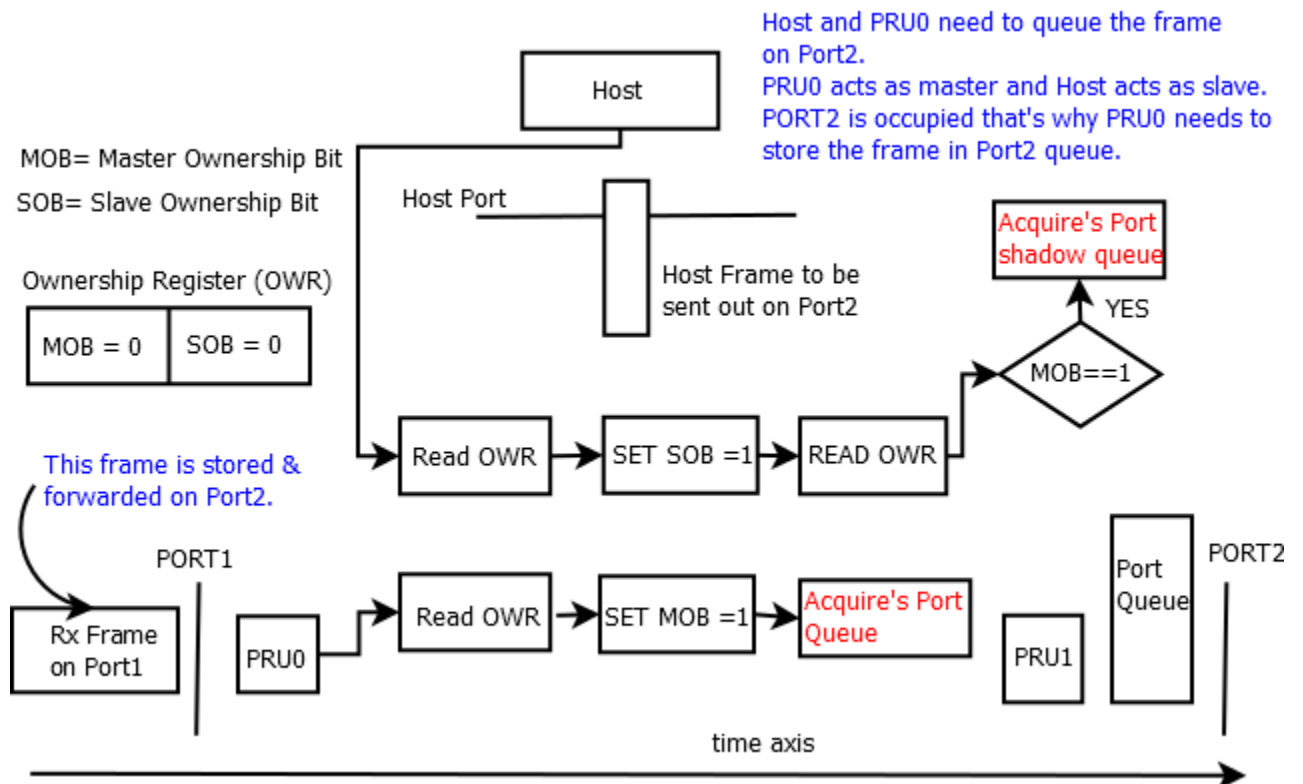 Host and PRU0 need to queue the frame
on Port2.
PRU0 acts as master and Host acts as slave.
PORT2 is occupied that's why PRU0 needs to
store the frame in Port2 queue.
Host
MOB= Master Ownership Bit
SOB= Slave Ownership Bit
Host Port
Acquire's Port
shadow queue
Ownership Register (OWR)
MOB = 0
SOB = 0
Host Frame to be
sent out on Port2
YES
MOB==1
Read OWR
SET SOB =1
READ OWR
This frame is stored &
forwarded on Port2.
PORT1
PORT2
Rx Frame
on Port1
PRU0
Read OWR
SET MOB =1
Acquire's Port
Queue
PRU1
Port
Queue
time axis